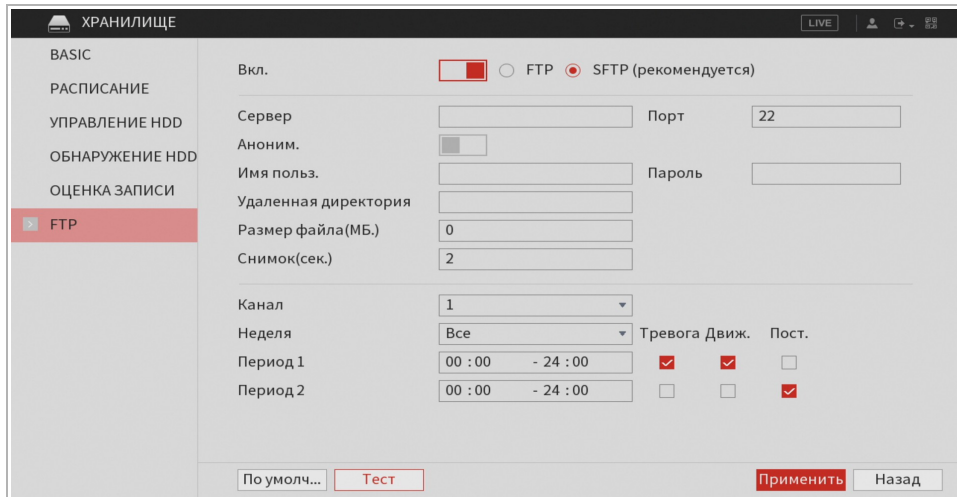 ХРАНИЛИЩЕ
LIVE
BASIC
РАСПИСАНИЕ
УПРАВЛЕНИЕ HDD
ОБНАРУЖЕНИЕ HDD
ОЦЕНКА ЗАПИСИ
FTP
Вкл. FTP SFTP (рекомендуется)
Сервер Порт 22
Аноним.
Имя польз. Пароль
Удаленная директория
Размер файла(МБ.) 0
Снимок(сек.) 2
Канал 1
Неделя Все Тревога Движ. Пост.
Период 1 00 : 00 - 24 : 00
Период 2 00 : 00 - 24 : 00
По умолч... Тест Применить Назад